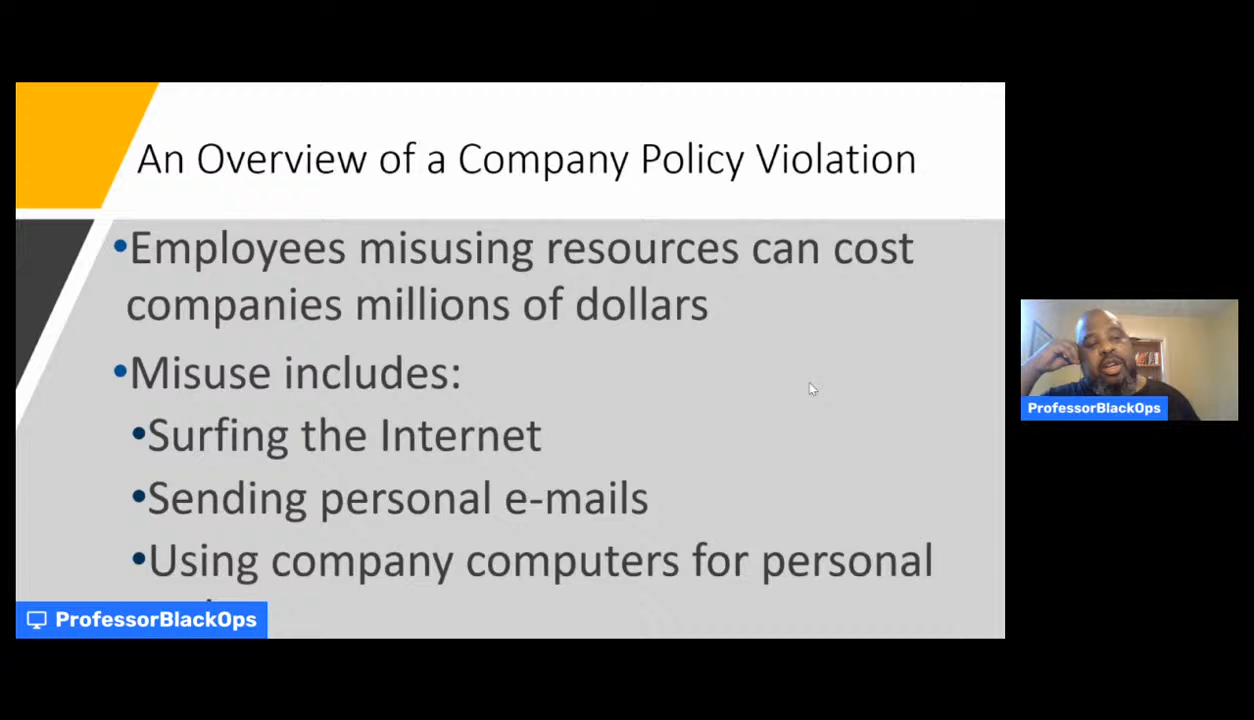 An Overview of a Company Policy Violation
•Employees misusing resources can cost
companies millions of dollars
•Misuse includes:
•Surfing the Internet
•Sending personal e-mails
•Using company computers for personal
ProfessorBlackOps
ProfessorBlackOps